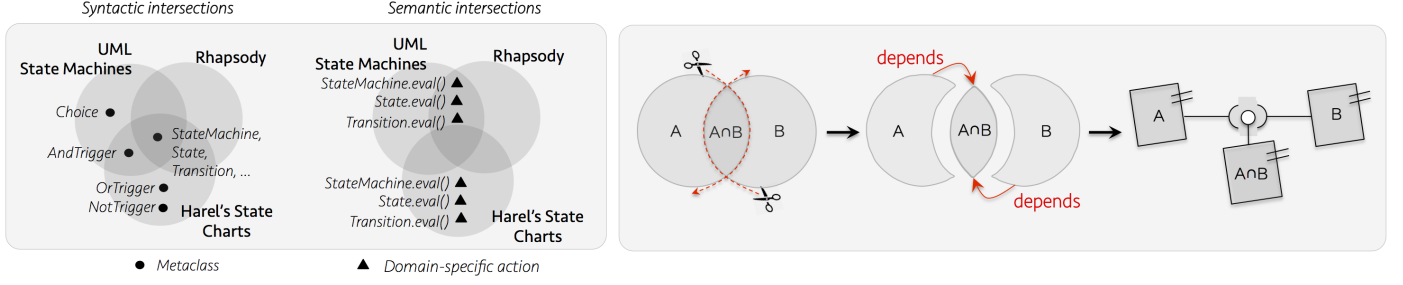 Syntactic intersections
UML
State Machines
Rhapsody
Choice
AndTrigger
StateMachine,
State,
Transition, ...
OrTrigger
NotTrigger
Harel's State
Charts
Metaclass
Semantic intersections
UML
State Machines
Rhapsody
StateMachine.eval()
State.eval()
Transition.eval()
StateMachine.eval()
State.eval()
Transition.eval()
Harel's State
Charts
Domain-specific action
A
A∩B
B
depends
A
A∩B
B
depends
A
B
A∩B